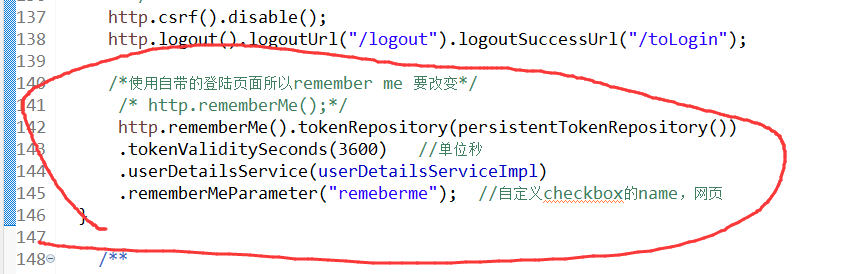 137 http.csrf().disable();
138 http.logout().logoutUrl("/logout").logoutSuccessUrl("/toLogin");
139
140 /*使用自带的登陆页面所以remember me 要改变*/
141 /* http.rememberMe();*/
142 http.rememberMe().tokenRepository(persistentTokenRepository())
143 .tokenValiditySeconds(3600) //单位秒
144 .userDetailsService(userDetailsServiceImpl)
145 .rememberMeParameter("remeberme"); //自定义checkbox的name，网页
146 }
147
148 /**